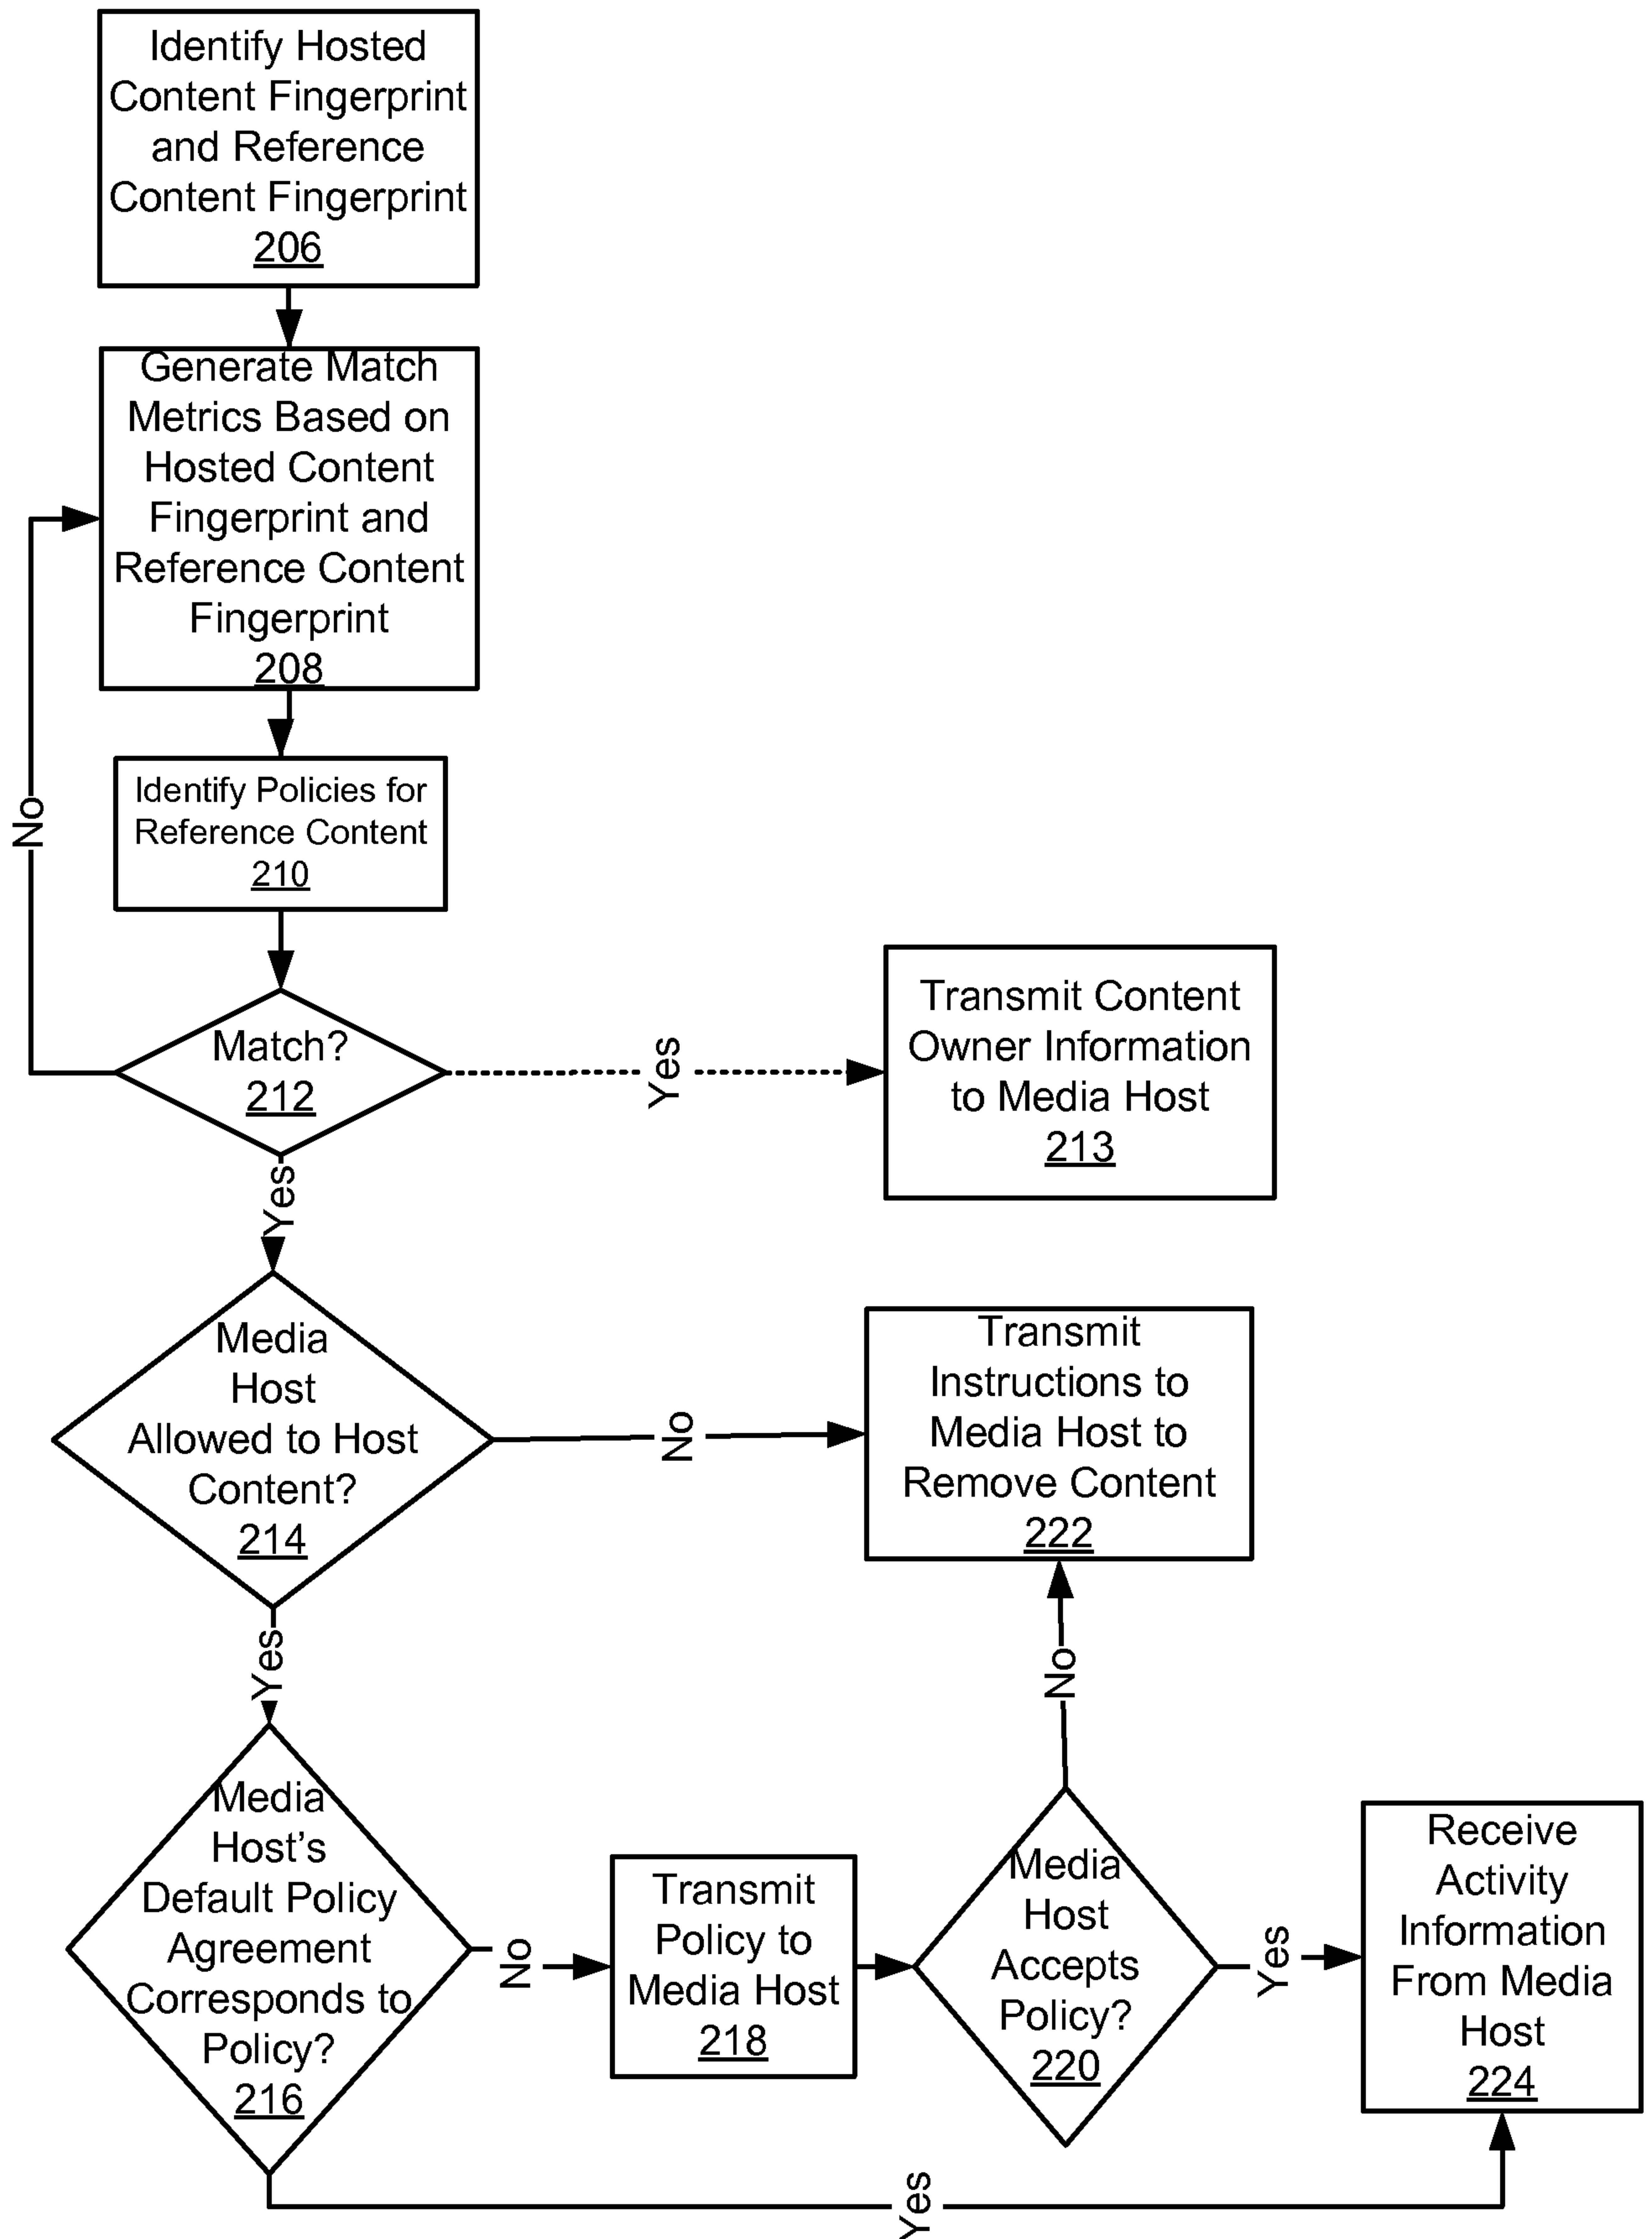 Identify Hosted
Content Fingerprint
and Reference
Content Fingerprint
206
Generate Match
Metrics Based on
Hosted Content
Fingerprint and
Reference Content
Fingerprint
208
Identify Policies for
Reference Content
210
No
Match?
212
Yes
Transmit Content
Owner Information
to Media Host
213
Yes
Media
Host
Allowed to Host
Content?
214
No
Transmit
Instructions to
Media Host to
Remove Content
222
Yes
No
Media
Host's
Default Policy
Agreement
Corresponds to
Policy?
216
No
Transmit
Policy to
Media Host
218
Media
Host
Accepts
Policy?
220
Yes
Receive
Activity
Information
From Media
Host
224
Yes